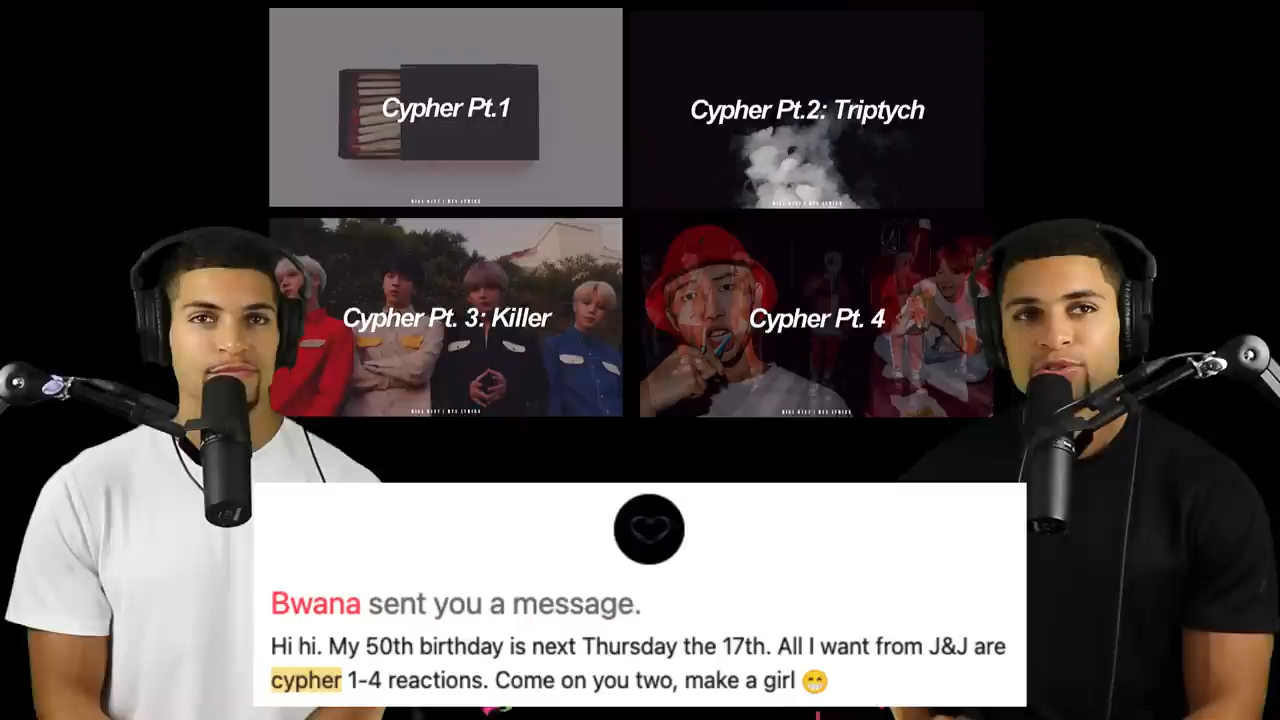 Cypher Pt.1
Cypher Pt.2: Triptych
Cypher Pt. 3: Killer
Cypher Pt. 4
Bwana sent you a message.
Hi hi. My 50th birthday is next Thursday the 17th. All I want from J&J are
cypher 1-4 reactions. Come on you two, make a girl 😁